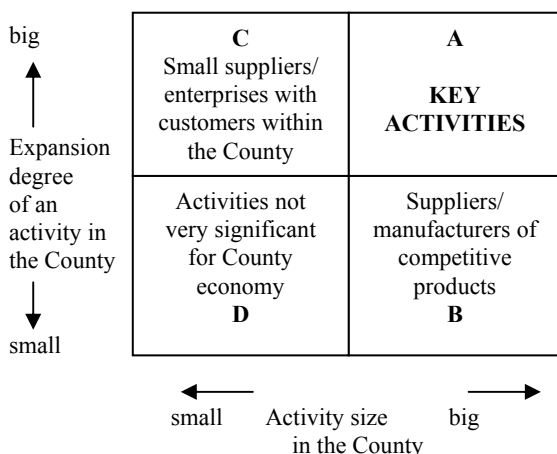 big
Expansion
degree
of an
activity in
the County
small
C
Small suppliers/
enterprises with
customers within
the County
A
KEY
ACTIVITIES
Activities not
very significant
for County
economy
D
Suppliers/
manufacturers of
competitive
products
B
small Activity size big
in the County